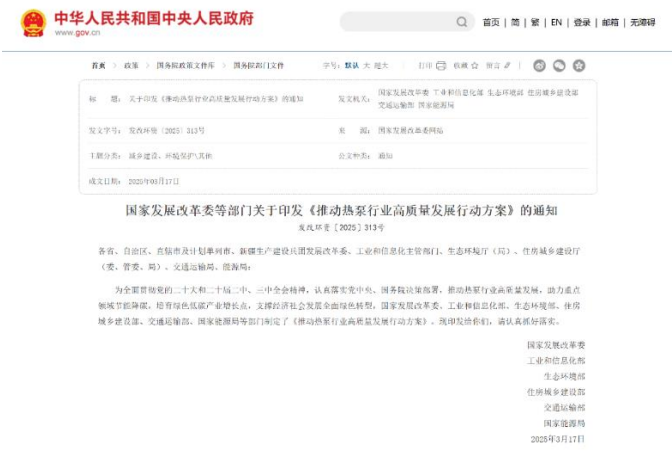 中华人民共和国中央人民政府
www.gov.cn
首页 | 简 | 繁 | EN | 登录 | 邮箱 | 无障碍
首页 > 政策 > 国务院政策文件库 > 国务院部门文件
字号：默认 大 超大 | 打印 收藏 留言 |
标 题： 关于印发《推动热泵行业高质量发展行动方案》的通知
发文机关： 国家发展改革委 工业和信息化部 生态环境部 住房城乡建设部
交通运输部 国家能源局
发文字号： 发改环资〔2025〕313号
来 源： 国家发展改革委网站
主题分类： 城乡建设、环境保护\其他
公文种类： 通知
成文日期： 2025年03月17日
国家发展改革委等部门关于印发《推动热泵行业高质量发展行动方案》的通知
发改环资〔2025〕313号
各省、自治区、直辖市及计划单列市、新疆生产建设兵团发展改革委、工业和信息化主管部门、生态环境厅（局）、住房城乡建设厅
（委、管委、局）、交通运输局、能源局：
为全面贯彻党的二十大和二十届二中、三中全会精神，认真落实党中央、国务院决策部署，推动热泵行业高质量发展，助力重点
领域节能降碳，培育绿色低碳产业增长点，支撑经济社会发展全面绿色转型，国家发展改革委、工业和信息化部、生态环境部、住房
城乡建设部、交通运输部、国家能源局等部门制定了《推动热泵行业高质量发展行动方案》。现印发给你们，请认真抓好落实。
国家发展改革委
工业和信息化部
生态环境部
住房城乡建设部
交通运输部
国家能源局
2025年3月17日